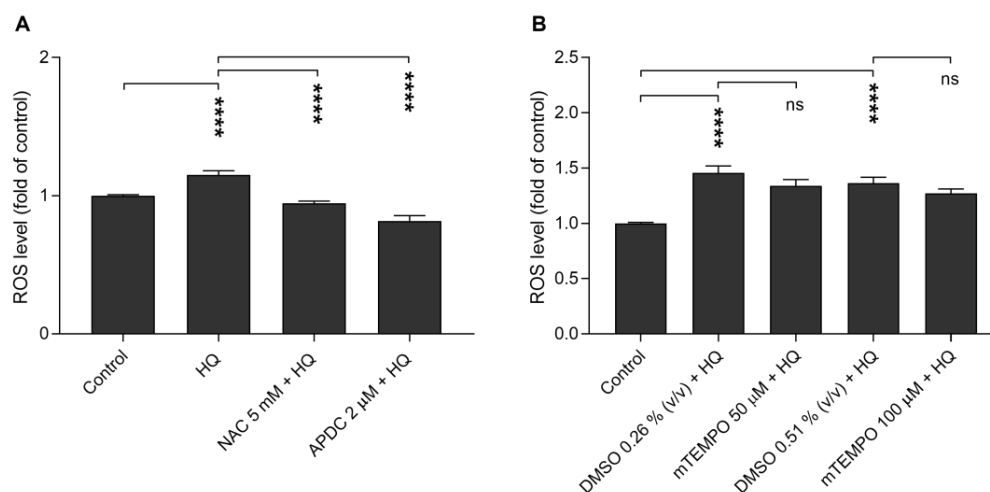 A
ROS level (fold of control)
2
1
0
****
****
****
Control
HQ
NAC 5 mM + HQ
APDC 2 µM + HQ
B
ROS level (fold of control)
2.5
2.0
1.5
1.0
0.5
0.0
****
ns
****
ns
Control
DMSO 0.26 % (v/v) + HQ
mTEMPO 50 µM + HQ
DMSO 0.51 % (v/v) + HQ
mTEMPO 100 µM + HQ